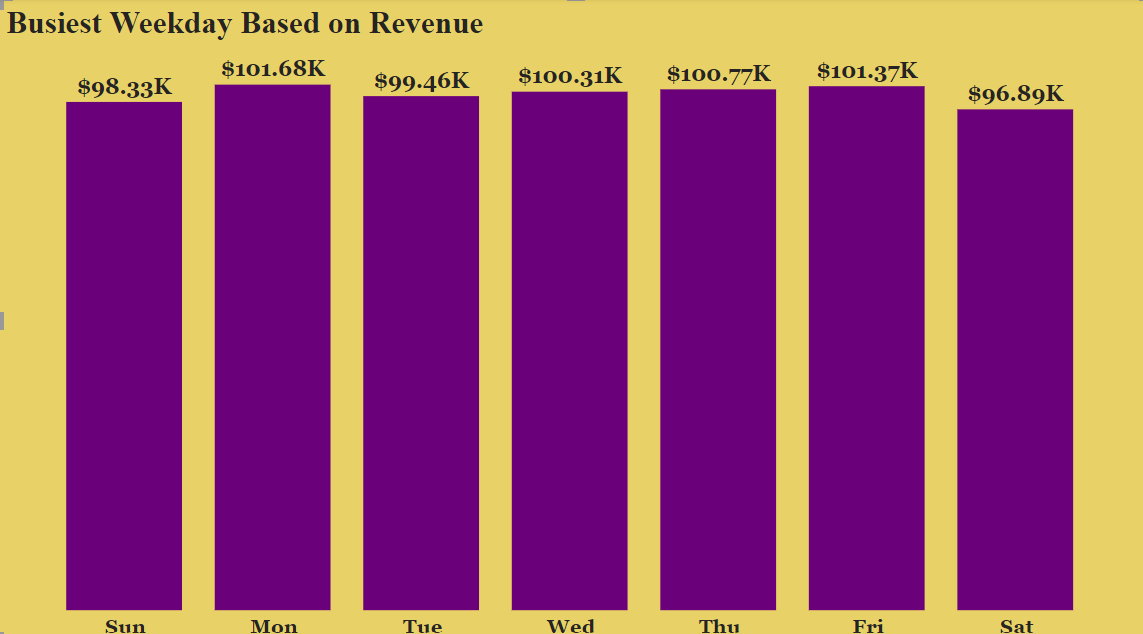 Busiest Weekday Based on Revenue
$98.33K
$101.68K
$99.46K
$100.31K
$100.77K
$101.37K
$96.89K
Sun
Mon
Tue
Wed
Thu
Fri
Sat